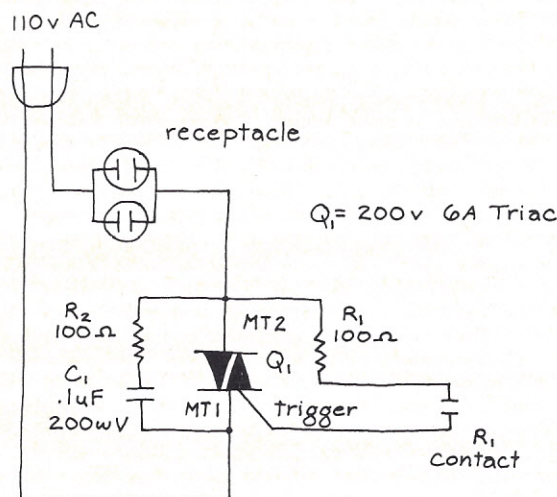 110v AC
receptacle
Q₁= 200v 6A Triac
R₂
100Ω
MT2
R₁
100Ω
Q₁
C₁
.1uF
200wV
MT1
trigger
R₁
Contact